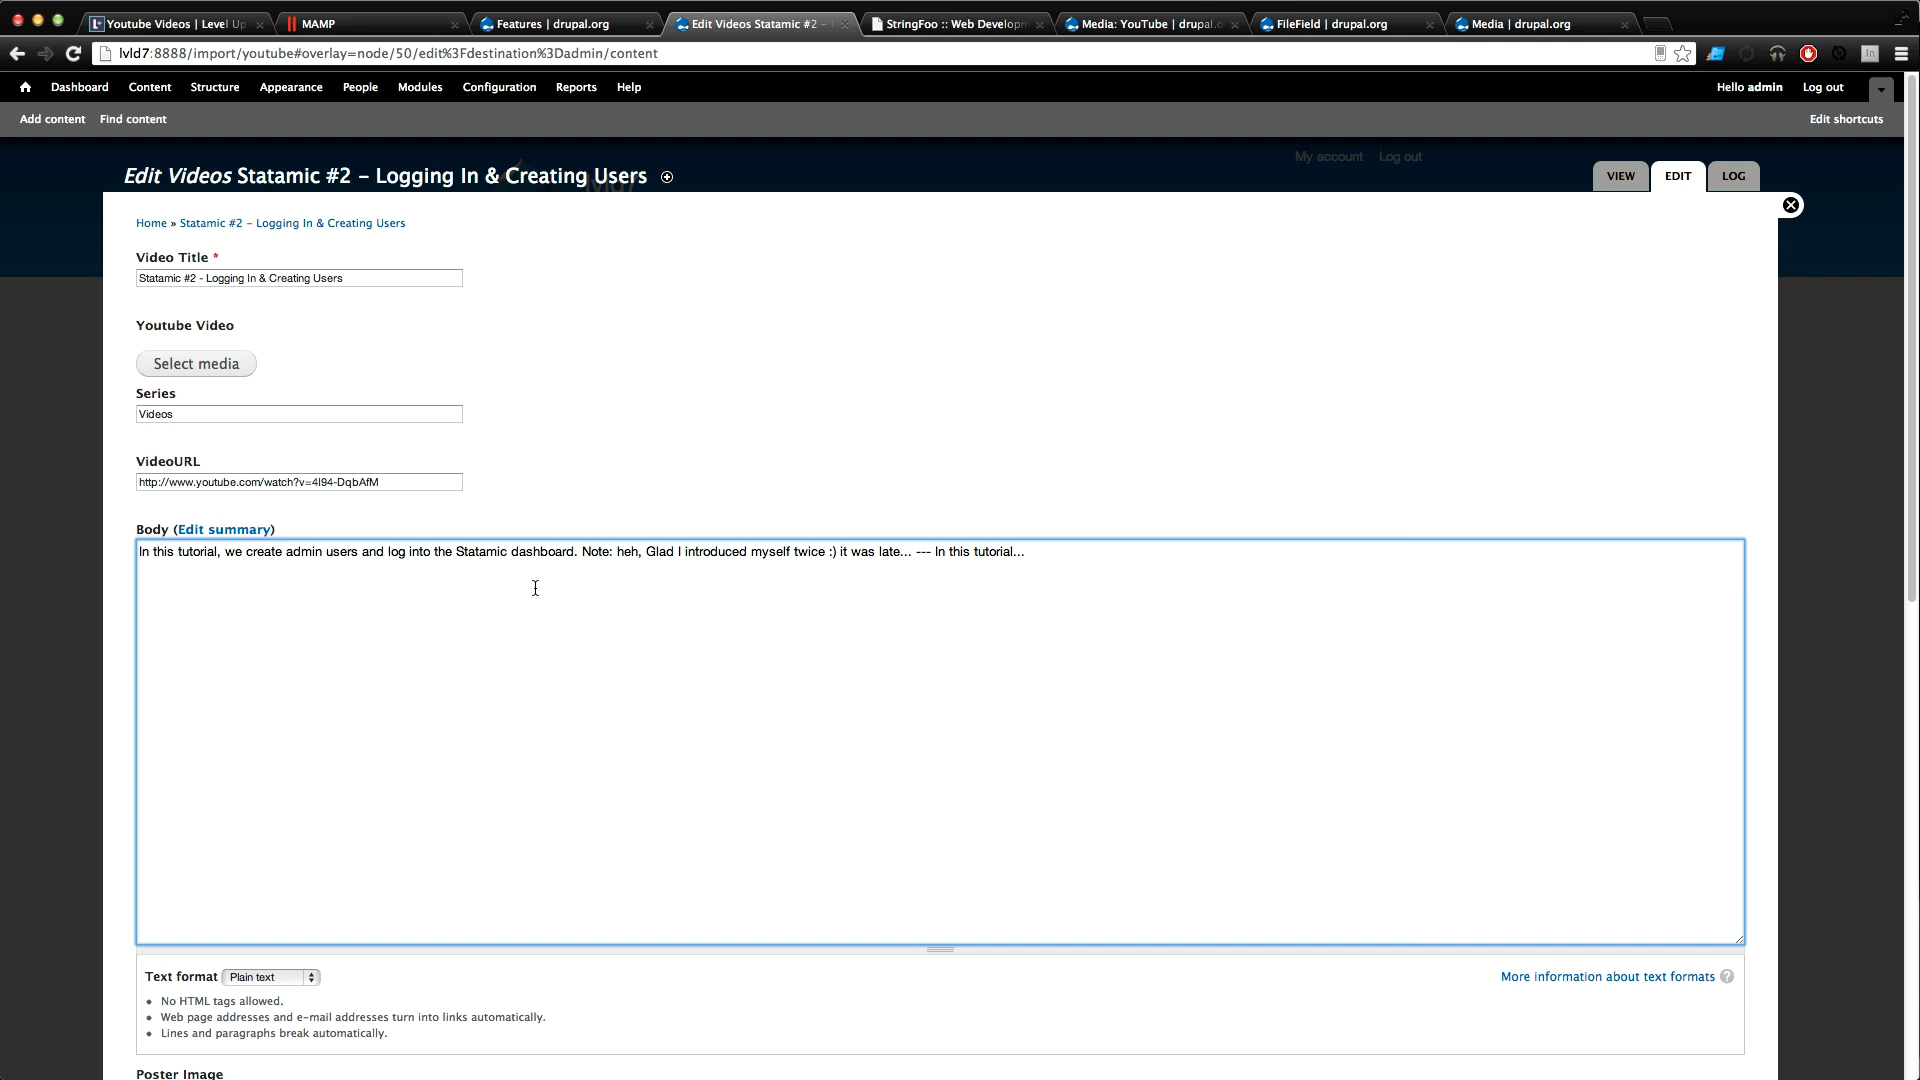 Youtube Videos | Level Up
MAMP
Features | drupal.org
Edit Videos Statamic #2 –
StringFoo :: Web Developm
Media: YouTube | drupal.o
FileField | drupal.org
Media | drupal.org
lvld7:8888/import/youtube#overlay=node/50/edit%3Fdestination%3Dadmin/content
Dashboard Content Structure Appearance People Modules Configuration Reports Help
Hello admin Log out
Add content Find content
Edit shortcuts
My account Log out
Edit Videos Statamic #2 – Logging In & Creating Users
lvld7
VIEW EDIT LOG
Home » Statamic #2 – Logging In & Creating Users
Video Title *
Statamic #2 - Logging In & Creating Users
Youtube Video
Select media
Series
Videos
VideoURL
http://www.youtube.com/watch?v=4I94-DqbAfM
Body (Edit summary)
In this tutorial, we create admin users and log into the Statamic dashboard. Note: heh, Glad I introduced myself twice :) it was late... --- In this tutorial...
Text format Plain text
More information about text formats ?
No HTML tags allowed.
Web page addresses and e-mail addresses turn into links automatically.
Lines and paragraphs break automatically.
Poster Image